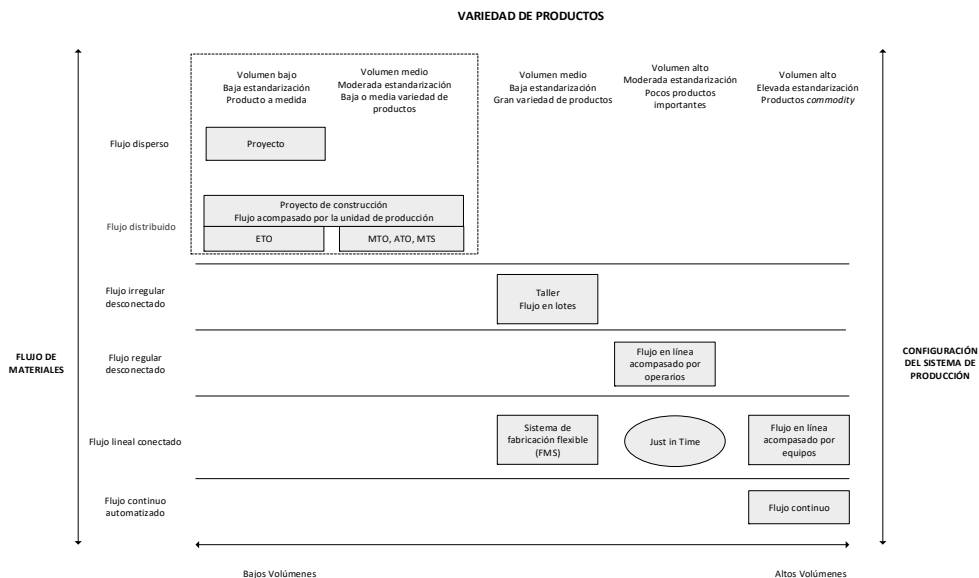 VARIEDAD DE PRODUCTOS
Volumen bajo
Baja estandarización
Producto a medida
Volumen medio
Moderada estandarización
Baja o media variedad de
productos
Volumen medio
Baja estandarización
Gran variedad de productos
Volumen alto
Moderada estandarización
Pocos productos
importantes
Volumen alto
Elevada estandarización
Productos commodity
Flujo disperso
Proyecto
Flujo distribuido
Proyecto de construcción
Flujo acompasado por la unidad de producción
ETO
MTO, ATO, MTS
Flujo irregular
desconectado
Taller
Flujo en lotes
FLUJO DE
MATERIALES
Flujo regular
desconectado
Flujo en línea
acompasado por
operarios
CONFIGURACIÓN
DEL SISTEMA DE
PRODUCCIÓN
Flujo lineal conectado
Sistema de
fabricación flexible
(FMS)
Just in Time
Flujo en línea
acompasado por
equipos
Flujo continuo
automatizado
Flujo continuo
Bajos Volúmenes
Altos Volúmenes